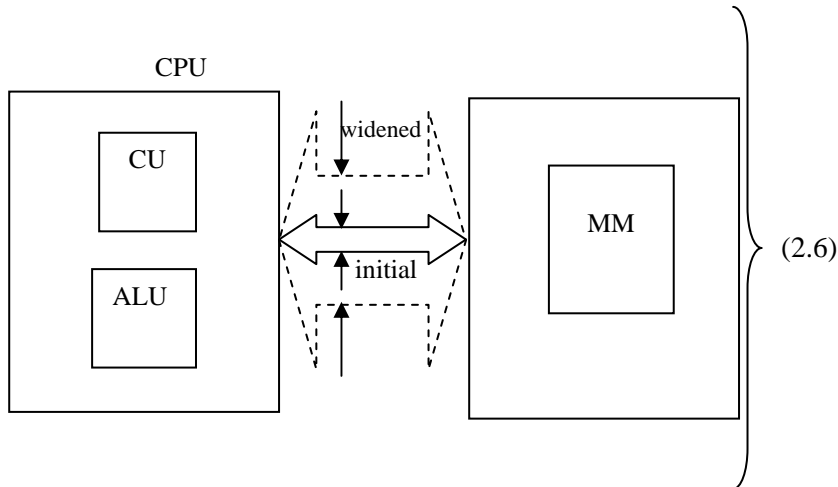 CPU
widened
CU
MM
(2.6)
initial
ALU